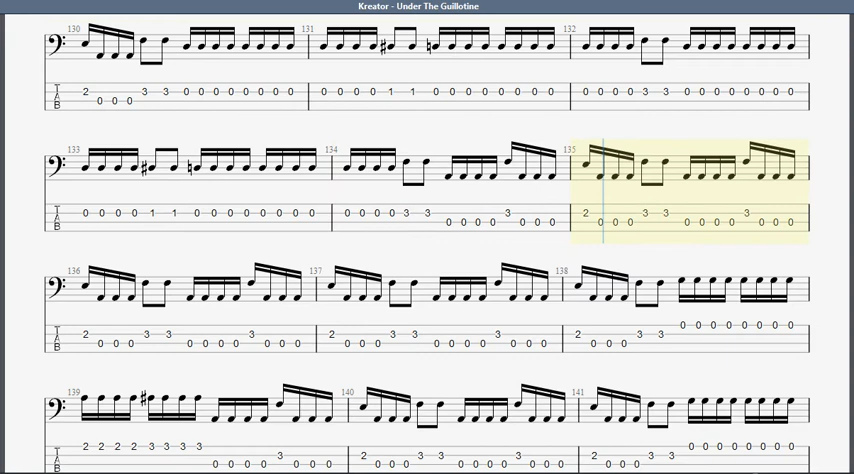 Kreator - Under The Guillotine
130 131 132
T
A 2 3 3 0 0 0 0 0 0 0 0 0 0 0 0 1 1 0 0 0 0 0 0 0 0 0 0 0 0 3 3 0 0 0 0 0 0 0 0
B 0 0 0
133 134 135
T
A 0 0 0 0 1 1 0 0 0 0 0 0 0 0 0 0 0 0 3 3 3 2 3 3 3
B 0 0 0 0 0 0 0 0 0 0 0 0 0 0 0 0 0
136 137 138
T 0 0 0 0 0 0 0 0
A 2 3 3 3 2 3 3 3 2 3 3
B 0 0 0 0 0 0 0 0 0 0 0 0 0 0 0 0 0 0 0 0 0 0 0
139 140 141
T 2 2 2 2 3 3 3 3 0 0 0 0 0 0 0 0
A 3 2 3 3 3 2 3 3
B 0 0 0 0 0 0 0 0 0 0 0 0 0 0 0 0 0 0 0 0